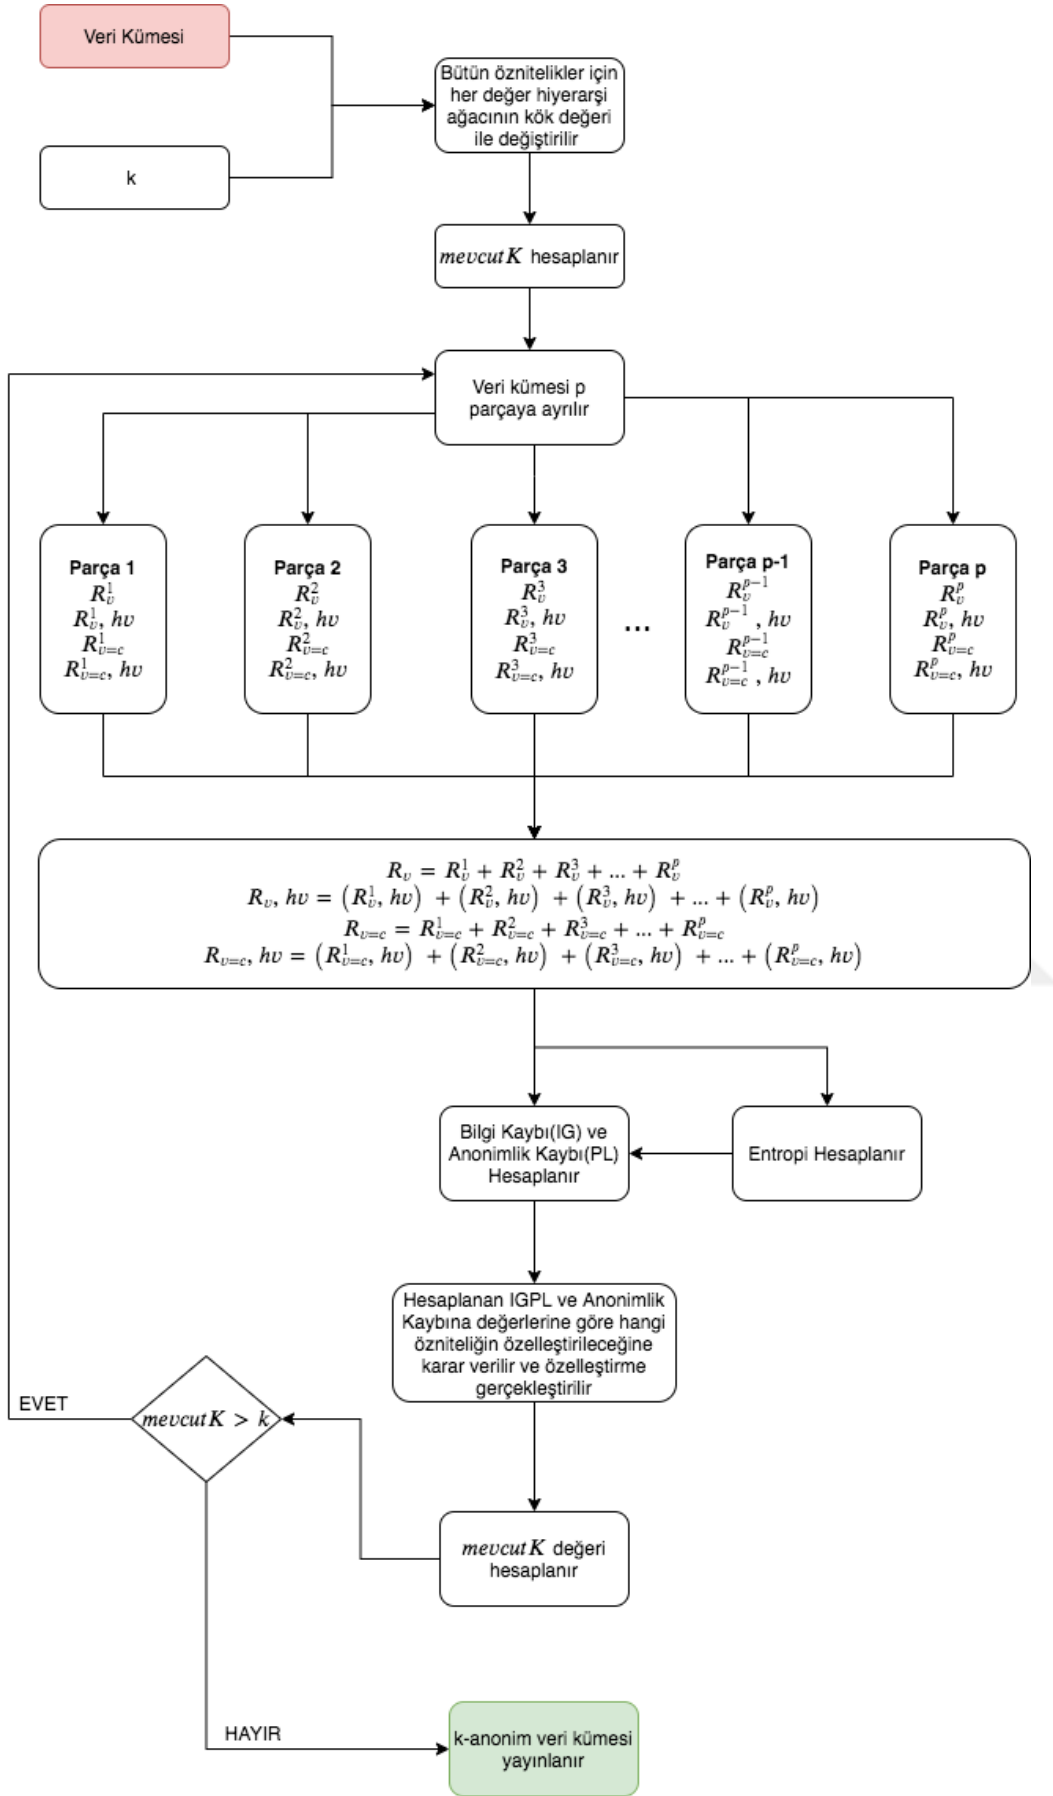 Veri Kümesi
k
Bütün öznitelikler için
her değer hiyerarşi
ağacının kök değeri
ile değiştirilir
mevcutK hesaplanır
Veri kümesi p
parçaya ayrılır
Parça 1
R_v^1
R_v^1, hv
R_{v=c}^1
R_{v=c}^1, hv
Parça 2
R_v^2
R_v^2, hv
R_{v=c}^2
R_{v=c}^2, hv
Parça 3
R_v^3
R_v^3, hv
R_{v=c}^3
R_{v=c}^3, hv
...
Parça p-1
R_v^{p-1}
R_v^{p-1} , hv
R_{v=c}^{p-1}
R_{v=c}^{p-1} , hv
Parça p
R_v^p
R_v^p, hv
R_{v=c}^p
R_{v=c}^p, hv
R_v = R_v^1 + R_v^2 + R_v^3 + ... + R_v^p
R_v, hv = (R_v^1, hv) + (R_v^2, hv) + (R_v^3, hv) + ... + (R_v^p, hv)
R_{v=c} = R_{v=c}^1 + R_{v=c}^2 + R_{v=c}^3 + ... + R_{v=c}^p
R_{v=c}, hv = (R_{v=c}^1, hv) + (R_{v=c}^2, hv) + (R_{v=c}^3, hv) + ... + (R_{v=c}^p, hv)
Bilgi Kaybı(IG) ve
Anonimlik Kaybı(PL)
Hesaplanır
Entropi Hesaplanır
Hesaplanan IGPL ve Anonimlik
Kaybına değerlerine göre hangi
özniteliğin özelleştirileceğine
karar verilir ve özelleştirme
gerçekleştirilir
EVET
mevcutK > k
mevcutK değeri
hesaplanır
HAYIR
k-anonim veri kümesi
yayınlanır